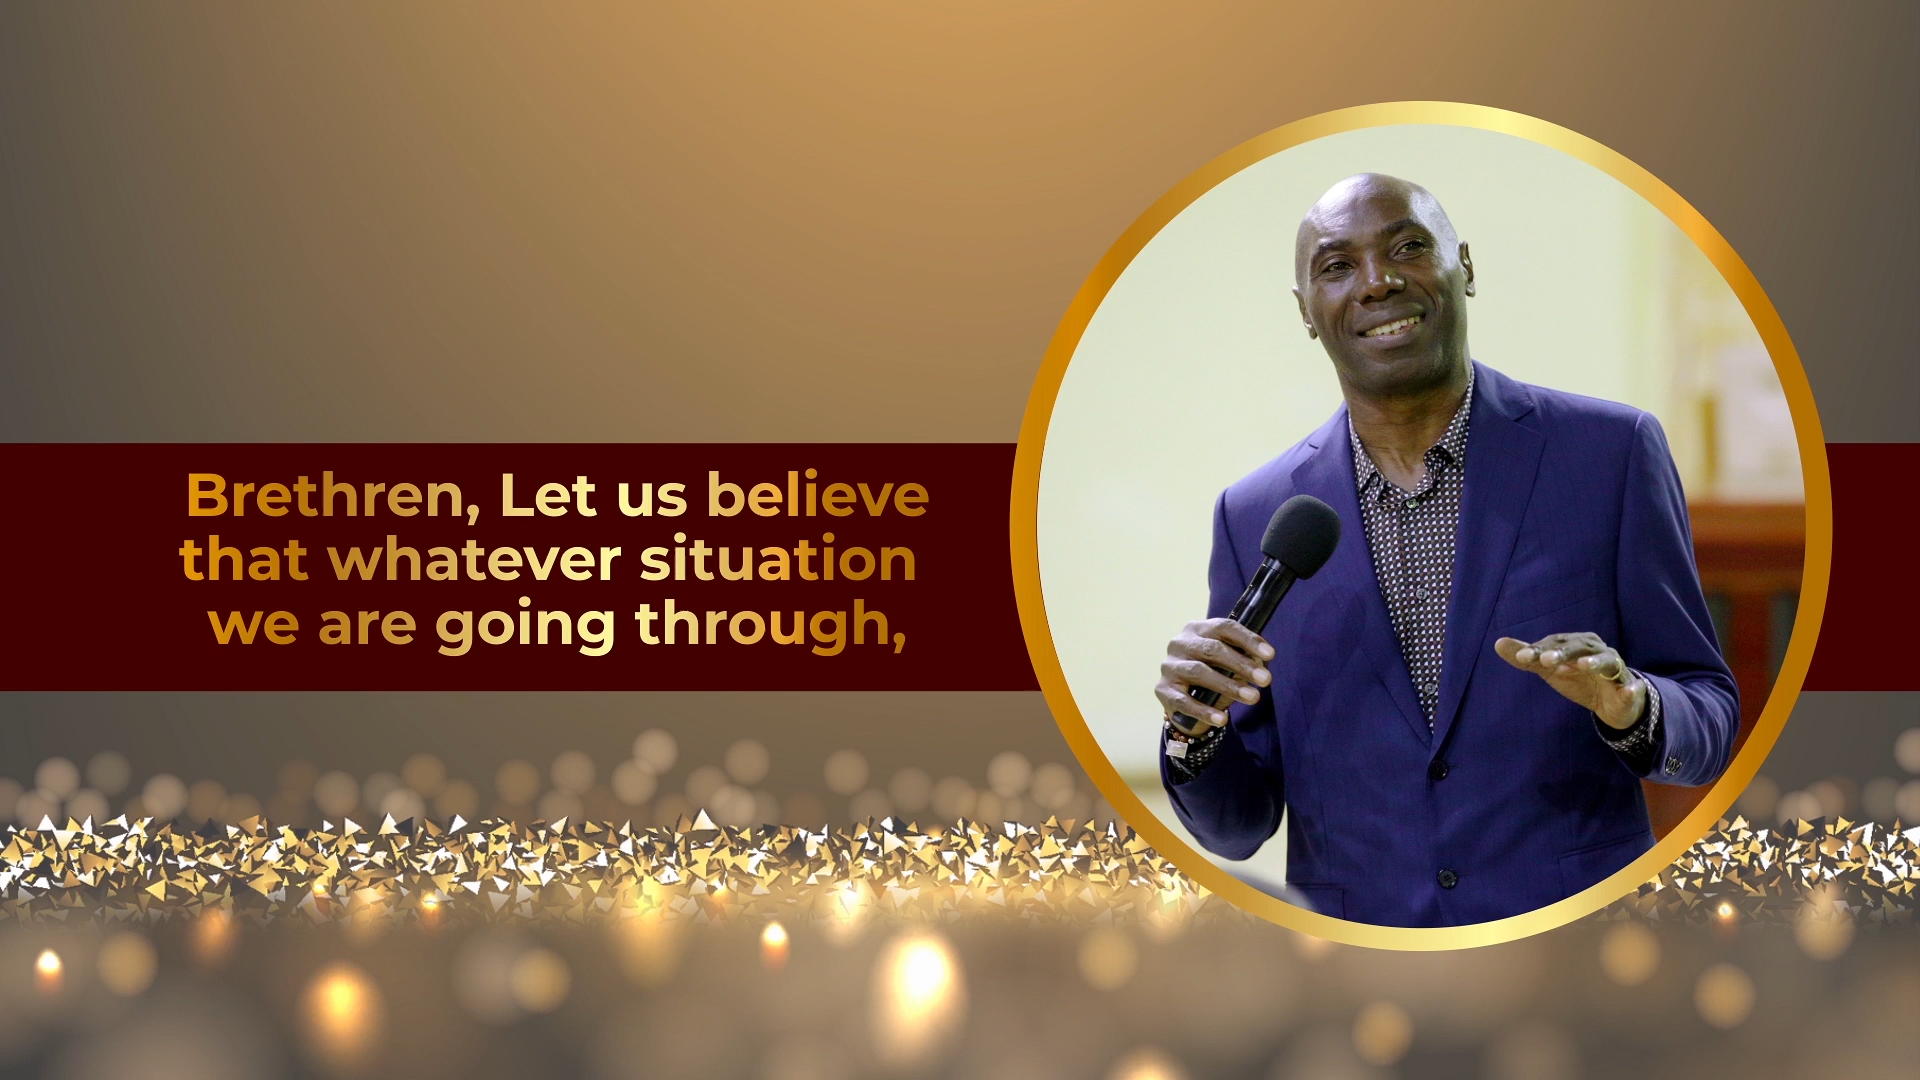 Brethren, Let us believe
that whatever situation
we are going through,